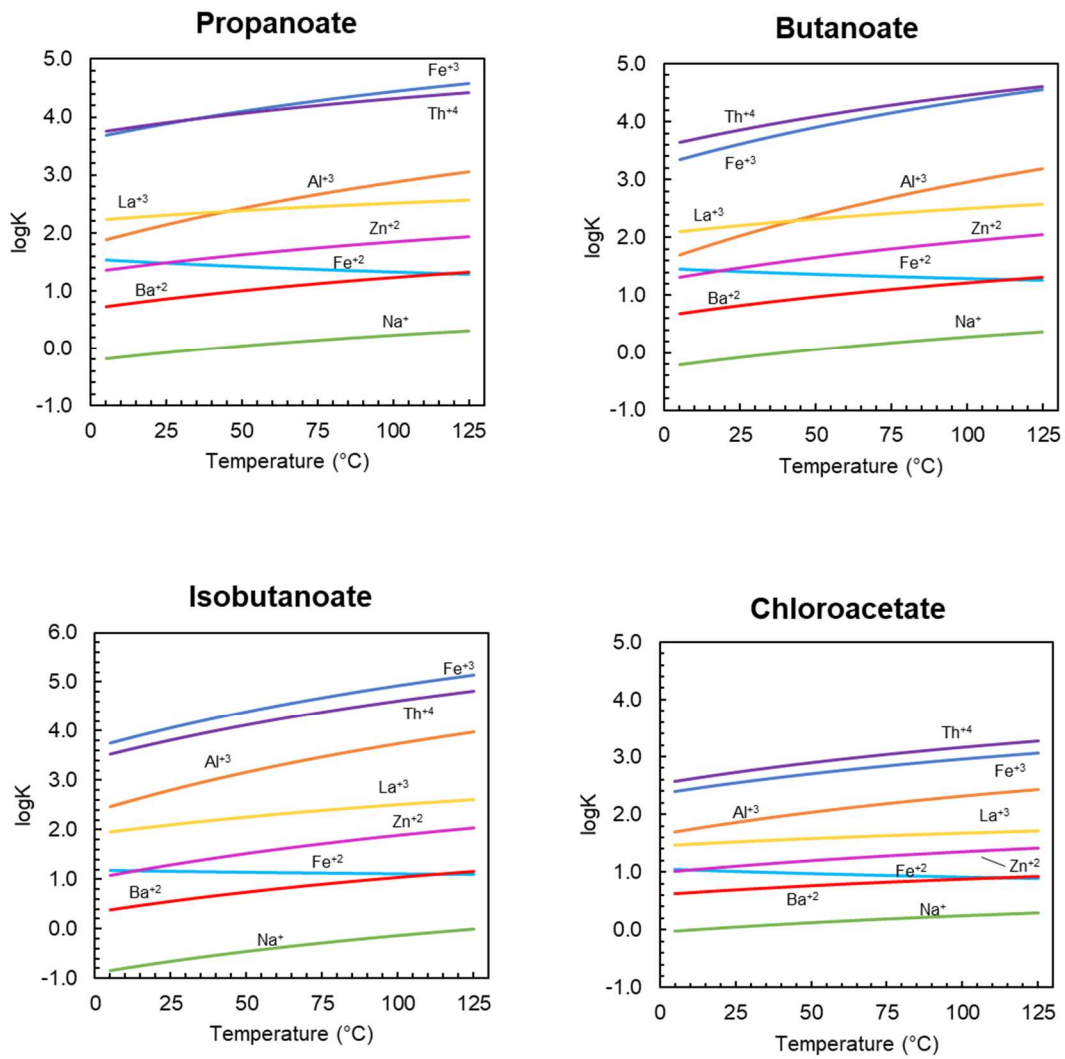 Propanoate
5.0
4.0
3.0
2.0
1.0
0.0
-1.0
logK
Fe+3
Th+4
Al+3
La+3
Zn+2
Fe+2
Ba+2
Na+
0 25 50 75 100 125
Temperature (°C)
Butanoate
5.0
4.0
3.0
2.0
1.0
0.0
-1.0
logK
Th+4
Fe+3
Al+3
La+3
Zn+2
Fe+2
Ba+2
Na+
0 25 50 75 100 125
Temperature (°C)
Isobutanoate
6.0
5.0
4.0
3.0
2.0
1.0
0.0
-1.0
logK
Fe+3
Th+4
Al+3
La+3
Zn+2
Fe+2
Ba+2
Na+
0 25 50 75 100 125
Temperature (°C)
Chloroacetate
5.0
4.0
3.0
2.0
1.0
0.0
-1.0
logK
Th+4
Fe+3
Al+3
La+3
Zn+2
Fe+2
Ba+2
Na+
0 25 50 75 100 125
Temperature (°C)